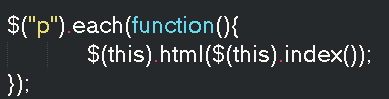 $("p").each(function(){
$(this).html($(this).index());
});